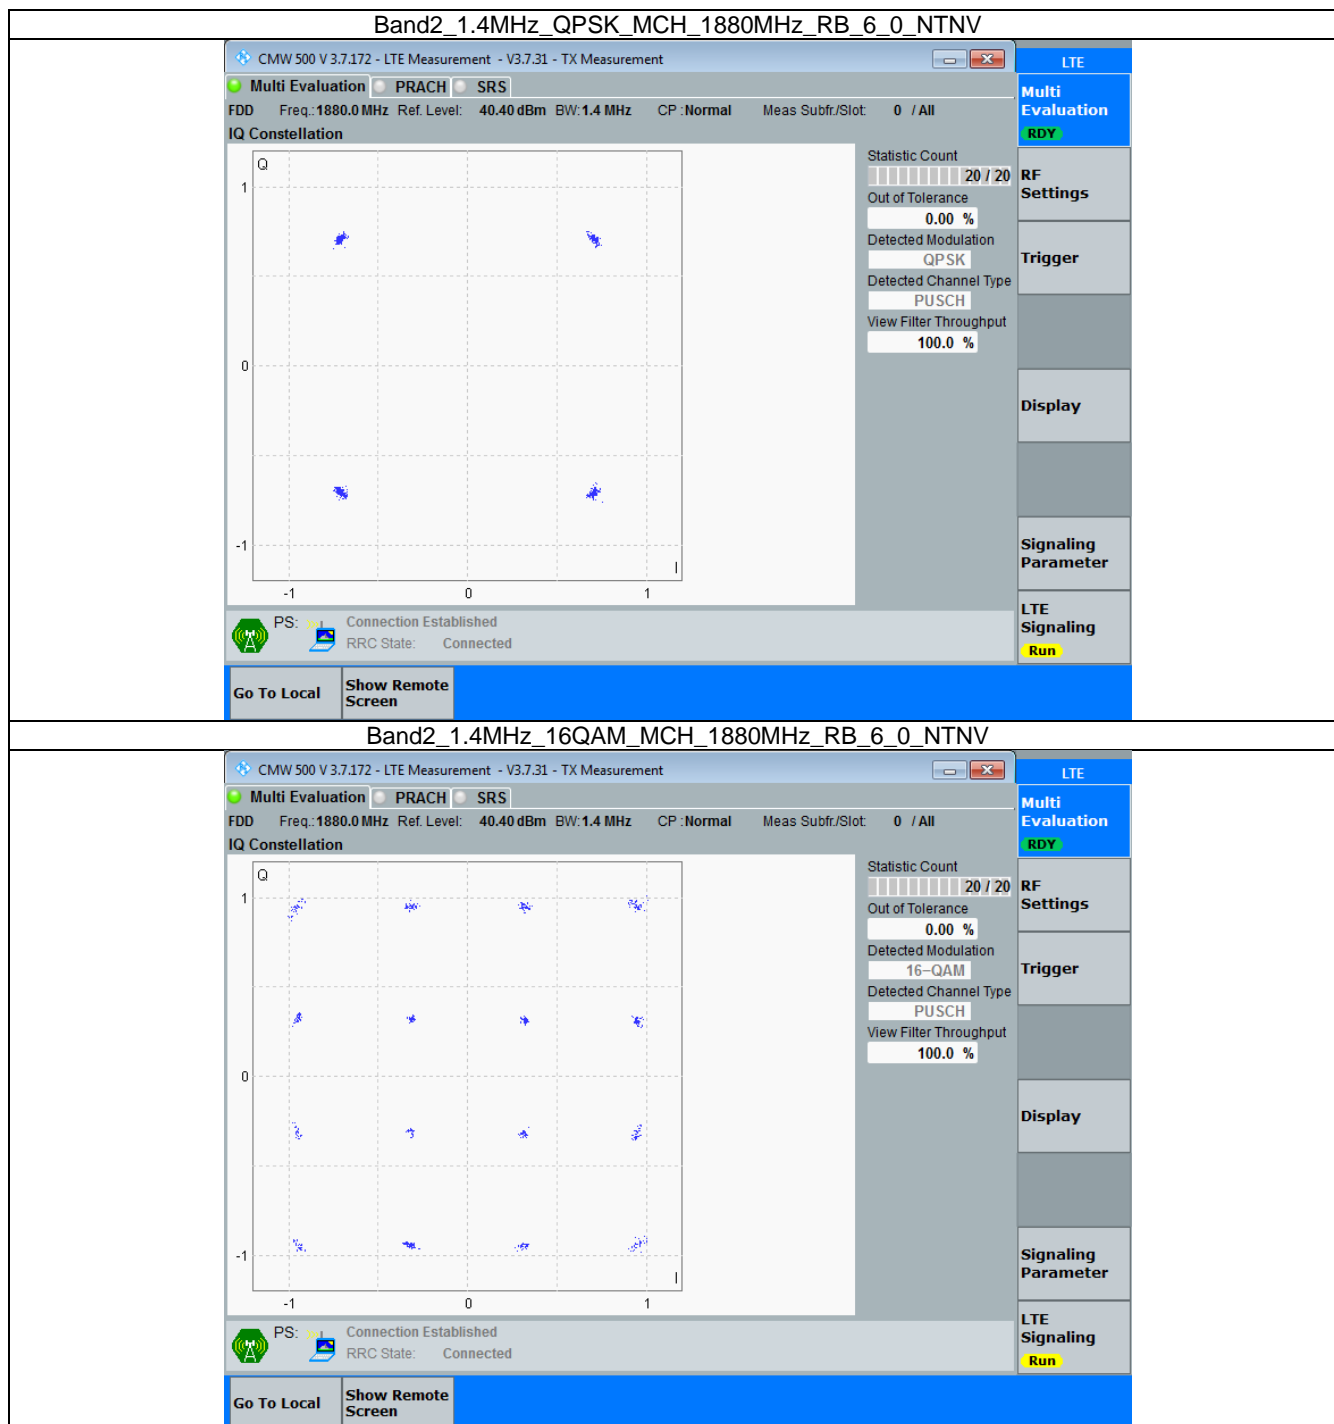 Band2_1.4MHz_QPSK_MCH_1880MHz_RB_6_0_NTNV
CMW 500 V 3.7.172 - LTE Measurement - V3.7.31 - TX Measurement
LTE
Multi Evaluation PRACH SRS
Multi
Evaluation
RDY
FDD Freq.:1880.0 MHz Ref. Level: 40.40 dBm BW:1.4 MHz CP :Normal Meas Subfr./Slot: 0 / All
IQ Constellation
Q
1
0
-1
I
-1 0 1
Statistic Count
20 / 20
Out of Tolerance
0.00 %
Detected Modulation
QPSK
Detected Channel Type
PUSCH
View Filter Throughput
100.0 %
RF
Settings
Trigger
Display
Signaling
Parameter
LTE
Signaling
Run
PS: Connection Established
RRC State: Connected
Go To Local
Show Remote
Screen
Band2_1.4MHz_16QAM_MCH_1880MHz_RB_6_0_NTNV
CMW 500 V 3.7.172 - LTE Measurement - V3.7.31 - TX Measurement
LTE
Multi Evaluation PRACH SRS
Multi
Evaluation
RDY
FDD Freq.:1880.0 MHz Ref. Level: 40.40 dBm BW:1.4 MHz CP :Normal Meas Subfr./Slot: 0 / All
IQ Constellation
Q
1
0
-1
I
-1 0 1
Statistic Count
20 / 20
Out of Tolerance
0.00 %
Detected Modulation
16-QAM
Detected Channel Type
PUSCH
View Filter Throughput
100.0 %
RF
Settings
Trigger
Display
Signaling
Parameter
LTE
Signaling
Run
PS: Connection Established
RRC State: Connected
Go To Local
Show Remote
Screen